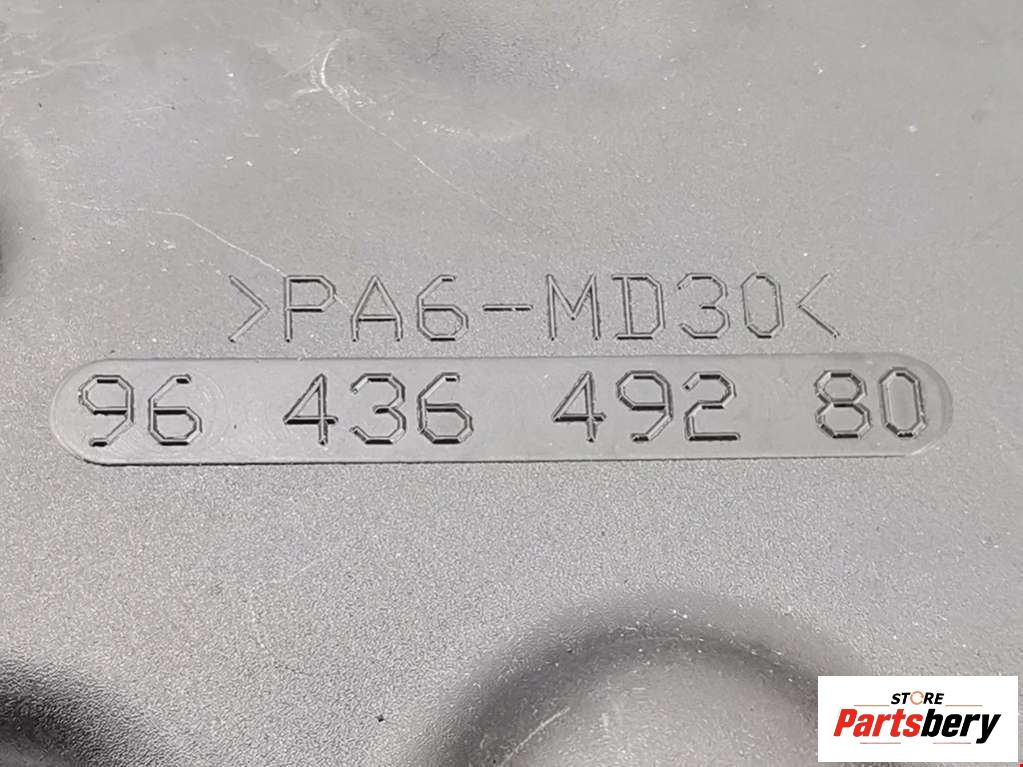 >PA6-MD30<
96 436 492 80
STORE
Partsbery